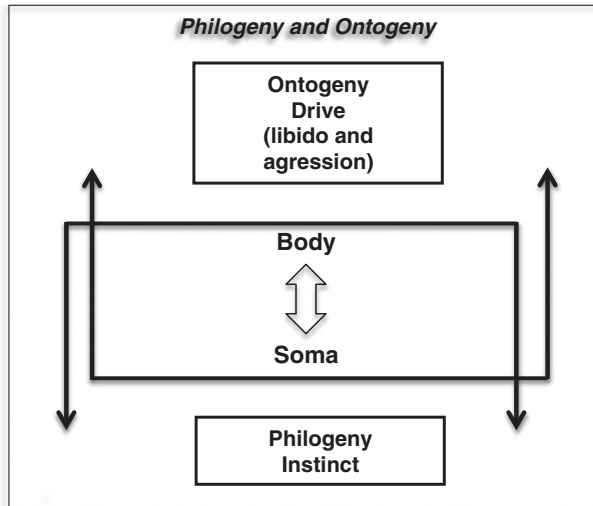 Philogeny and Ontogeny
Ontogeny
Drive
(libido and
agression)
Body
Soma
Philogeny
Instinct